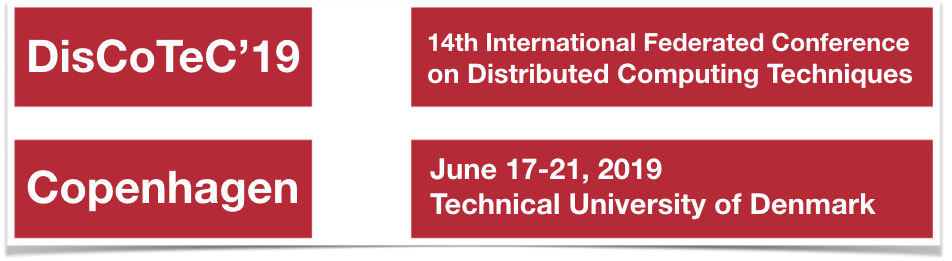 DisCoTeC’19
14th International Federated Conference
on Distributed Computing Techniques
Copenhagen
June 17-21, 2019
Technical University of Denmark